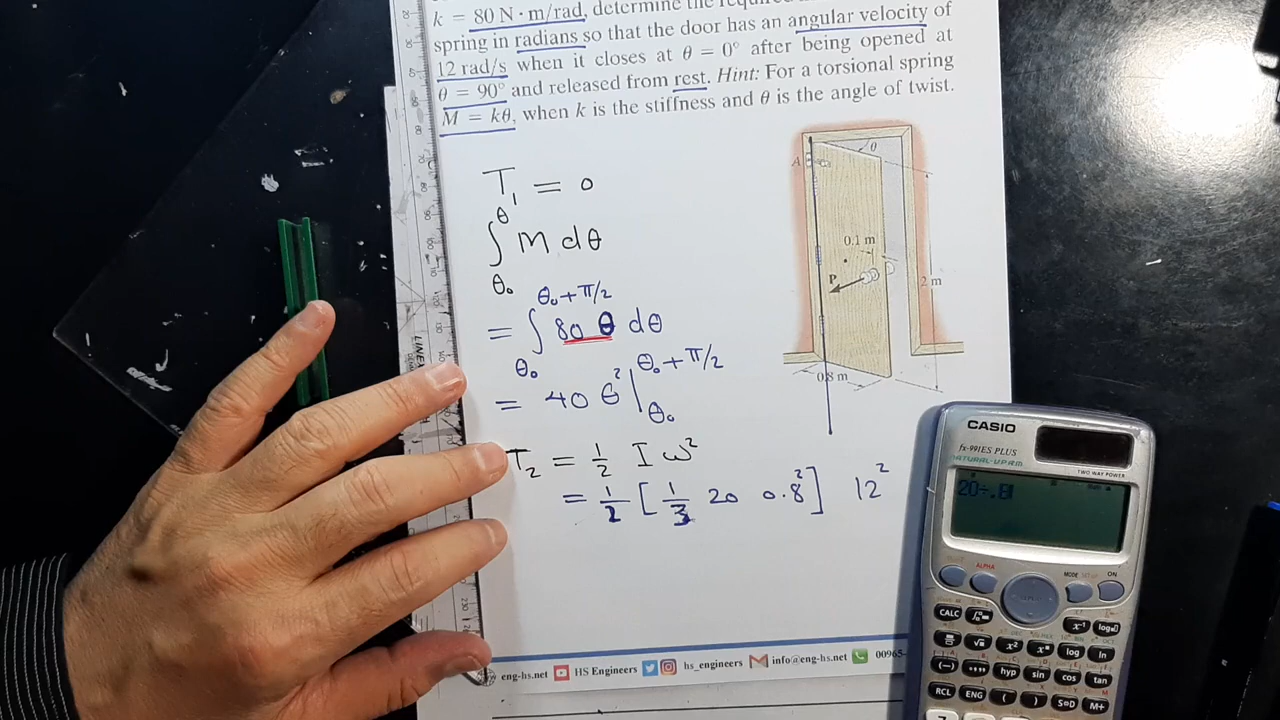 k = 80 N · m/rad, determine the required
spring in radians so that the door has an angular velocity of
12 rad/s when it closes at θ = 0° after being opened at
θ = 90° and released from rest. Hint: For a torsional spring
M = kθ, when k is the stiffness and θ is the angle of twist.
T₁ = 0
∫ θ θ₀ M dθ
= ∫ θ₀ + π/2 θ₀ 80 θ dθ
= 40 θ² | θ₀ + π/2 θ₀
T₂ = 1/2 I ω²
= 1/2 [ 1/3 20 0.8² ] 12²
A
θ
0.1 m
P
2 m
0.8 m
eng-hs.net HS Engineers hs_engineers info@eng-hs.net 00965-
CASIO
fx-991ES PLUS
NATURAL-V.P.A.M.
TWO WAY POWER
20÷.8
ALPHA
MODE SETUP ON
CALC
x⁻¹ log
x² log ln
(−) hyp sin cos tan
RCL ENG ( ) S⇔D M+